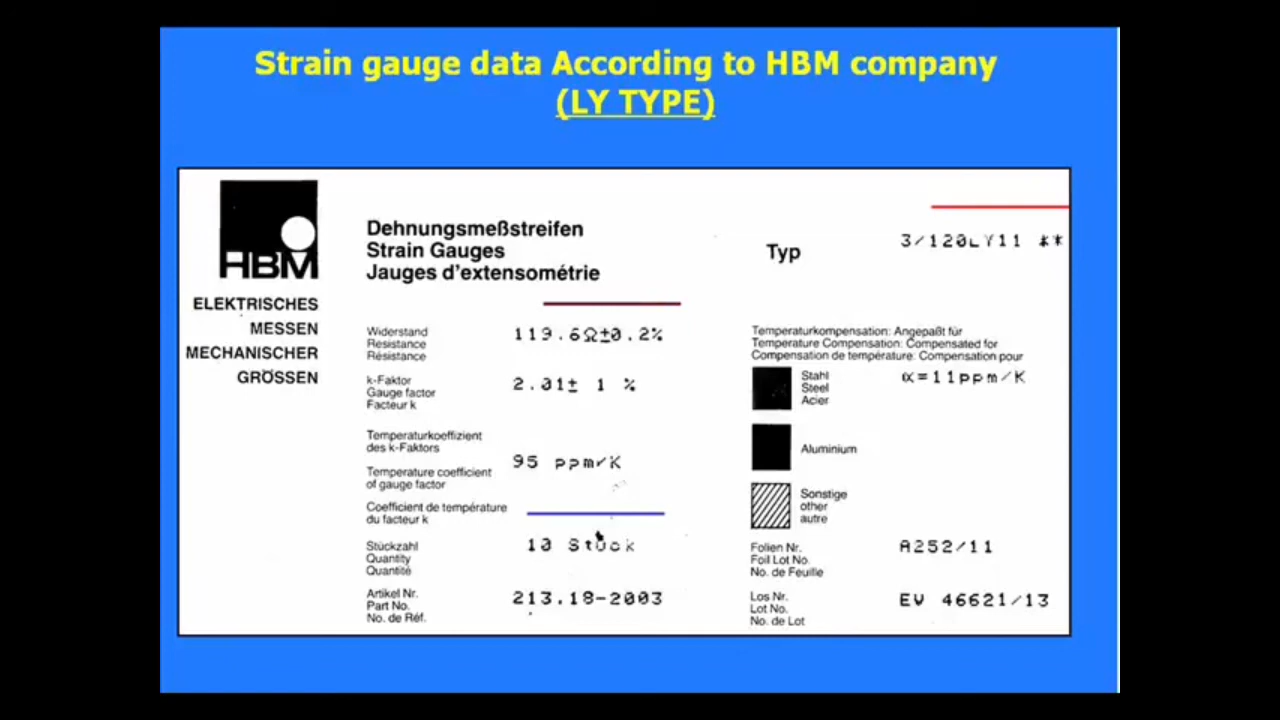 Strain gauge data According to HBM company
(LY TYPE)
HBM
ELEKTRISCHES
MESSEN
MECHANISCHER
GRÖSSEN
Dehnungsmeßstreifen
Strain Gauges
Jauges d'extensométrie
Typ
3/120LY11 **
Widerstand
Resistance
Résistance
119.6Ω±0.2%
k-Faktor
Gauge factor
Facteur k
2.01± 1 %
Temperaturkoeffizient
des k-Faktors
Temperature coefficient
of gauge factor
Coefficient de température
du facteur k
95 ppm/K
Stückzahl
Quantity
Quantité
10 Stück
Artikel Nr.
Part No.
No. de Réf.
213.18-2003
Temperaturkompensation: Angepaßt für
Temperature Compensation: Compensated for
Compensation de température: Compensation pour
Stahl
Steel
Acier
α=11ppm/K
Aluminium
Sonstige
other
autre
Folien Nr.
Foil Lot No.
No. de Feuille
A252/11
Los Nr.
Lot No.
No. de Lot
EV 46621/13